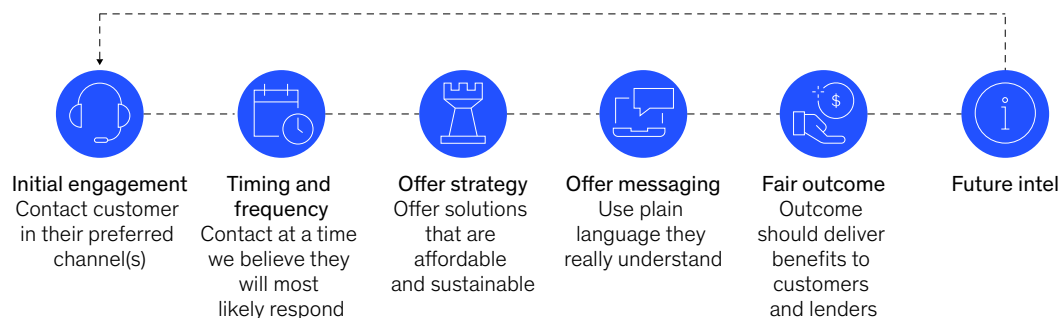 Initial engagement
Contact customer
in their preferred
channel(s)
Timing and
frequency
Contact at a time
we believe they
will most
likely respond
Offer strategy
Offer solutions
that are
affordable
and sustainable
Offer messaging
Use plain
language they
really understand
$
Fair outcome
Outcome
should deliver
benefits to
customers
and lenders
i
Future intel